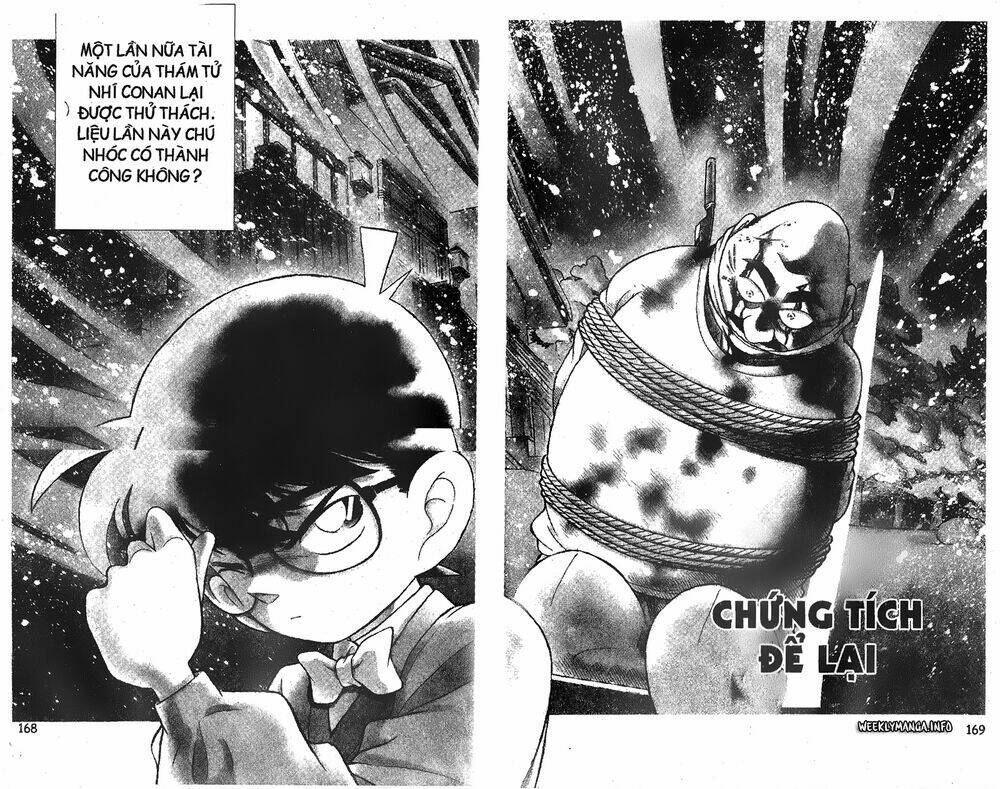 MỘT LẦN NỮA TÀI
NĂNG CỦA THÁM TỬ
NHÍ CONAN LẠI
ĐƯỢC THỬ THÁCH.
LIỆU LẦN NÀY CHÚ
NHÓC CÓ THÀNH
CÔNG KHÔNG?
CHỨNG TÍCH
ĐỂ LẠI
168
WEEKLYMANGA.INFO
169